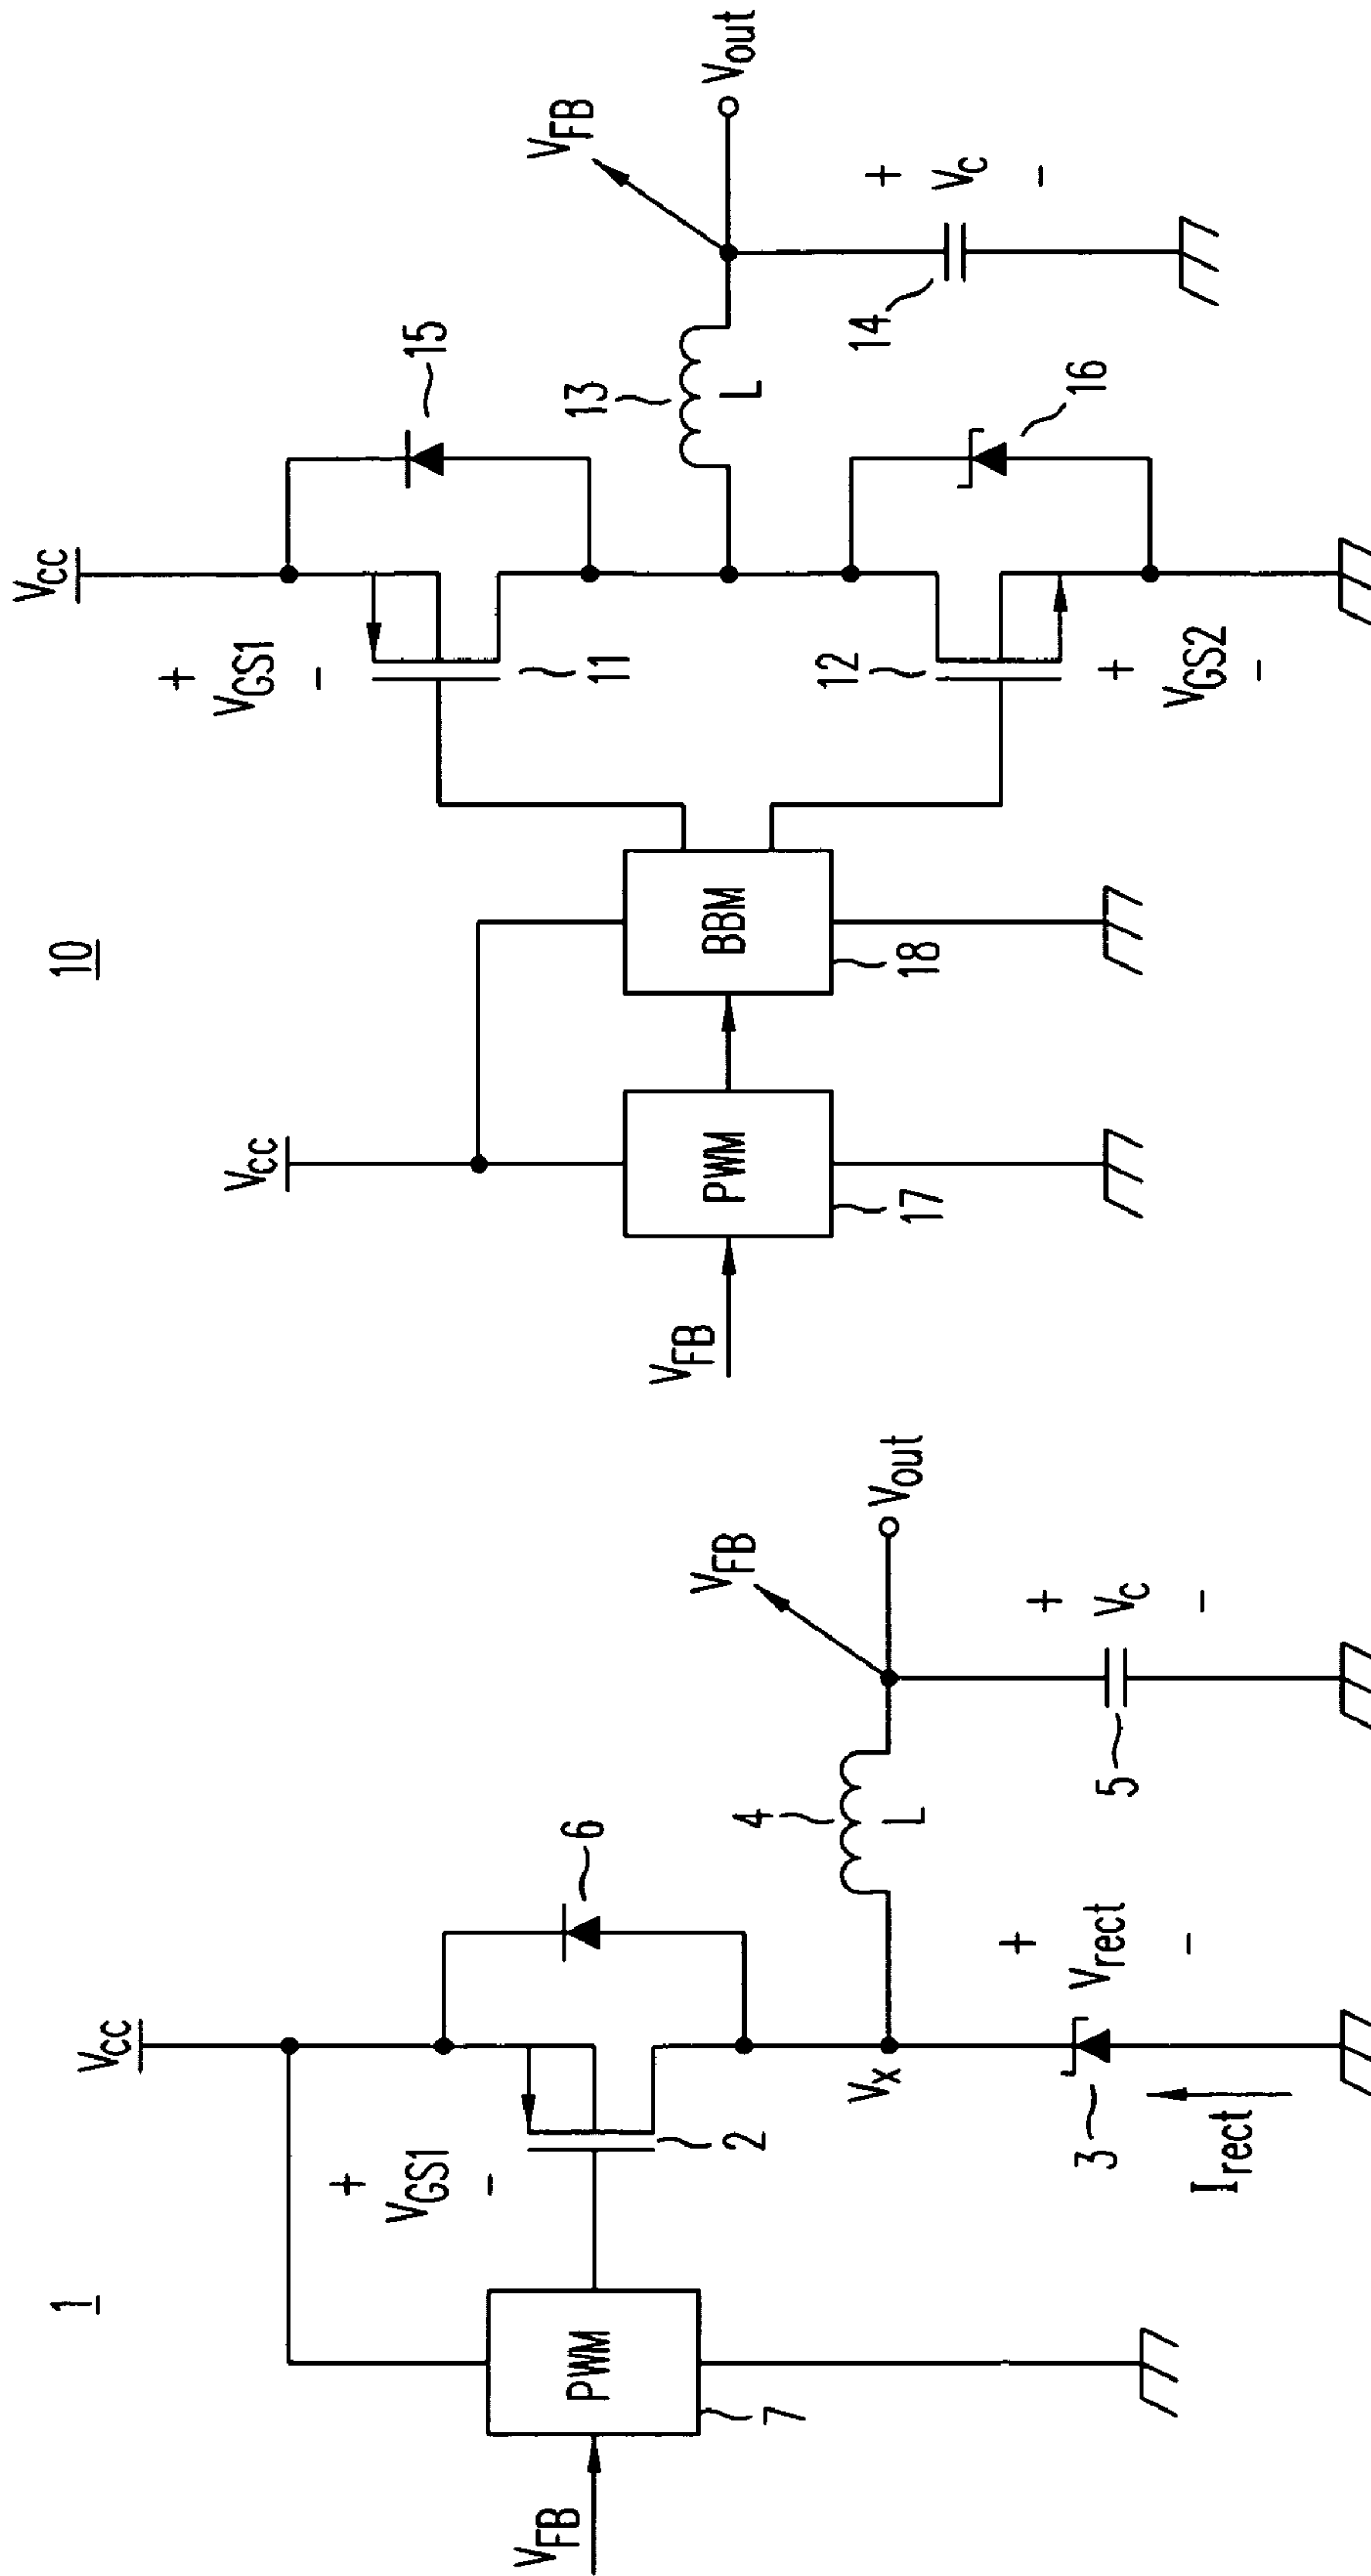 1
Vcc
+
VGS1
-
6
2
PWM
7
VFB
Vx
4
L
VFB
Vout
3
Irect
+
Vrect
-
5
+
Vc
-
10
Vcc
Vcc
+
VGS1
-
15
11
PWM
17
VFB
BBM
18
13
L
VFB
Vout
12
+
VGS2
-
16
14
+
Vc
-